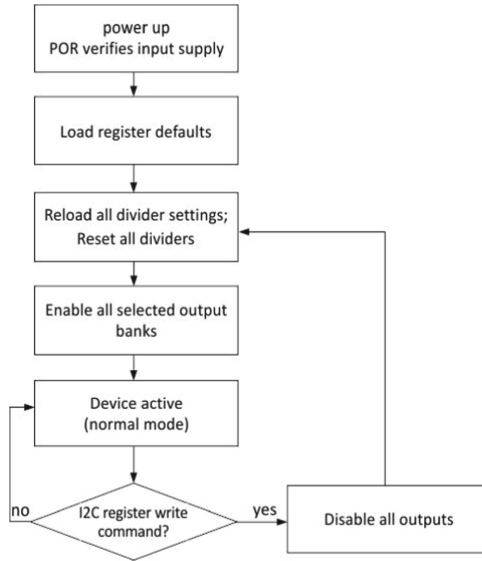 power up
POR verifies input supply
Load register defaults
Reload all divider settings;
Reset all dividers
Enable all selected output
banks
Device active
(normal mode)
no
I2C register write
command?
yes
Disable all outputs